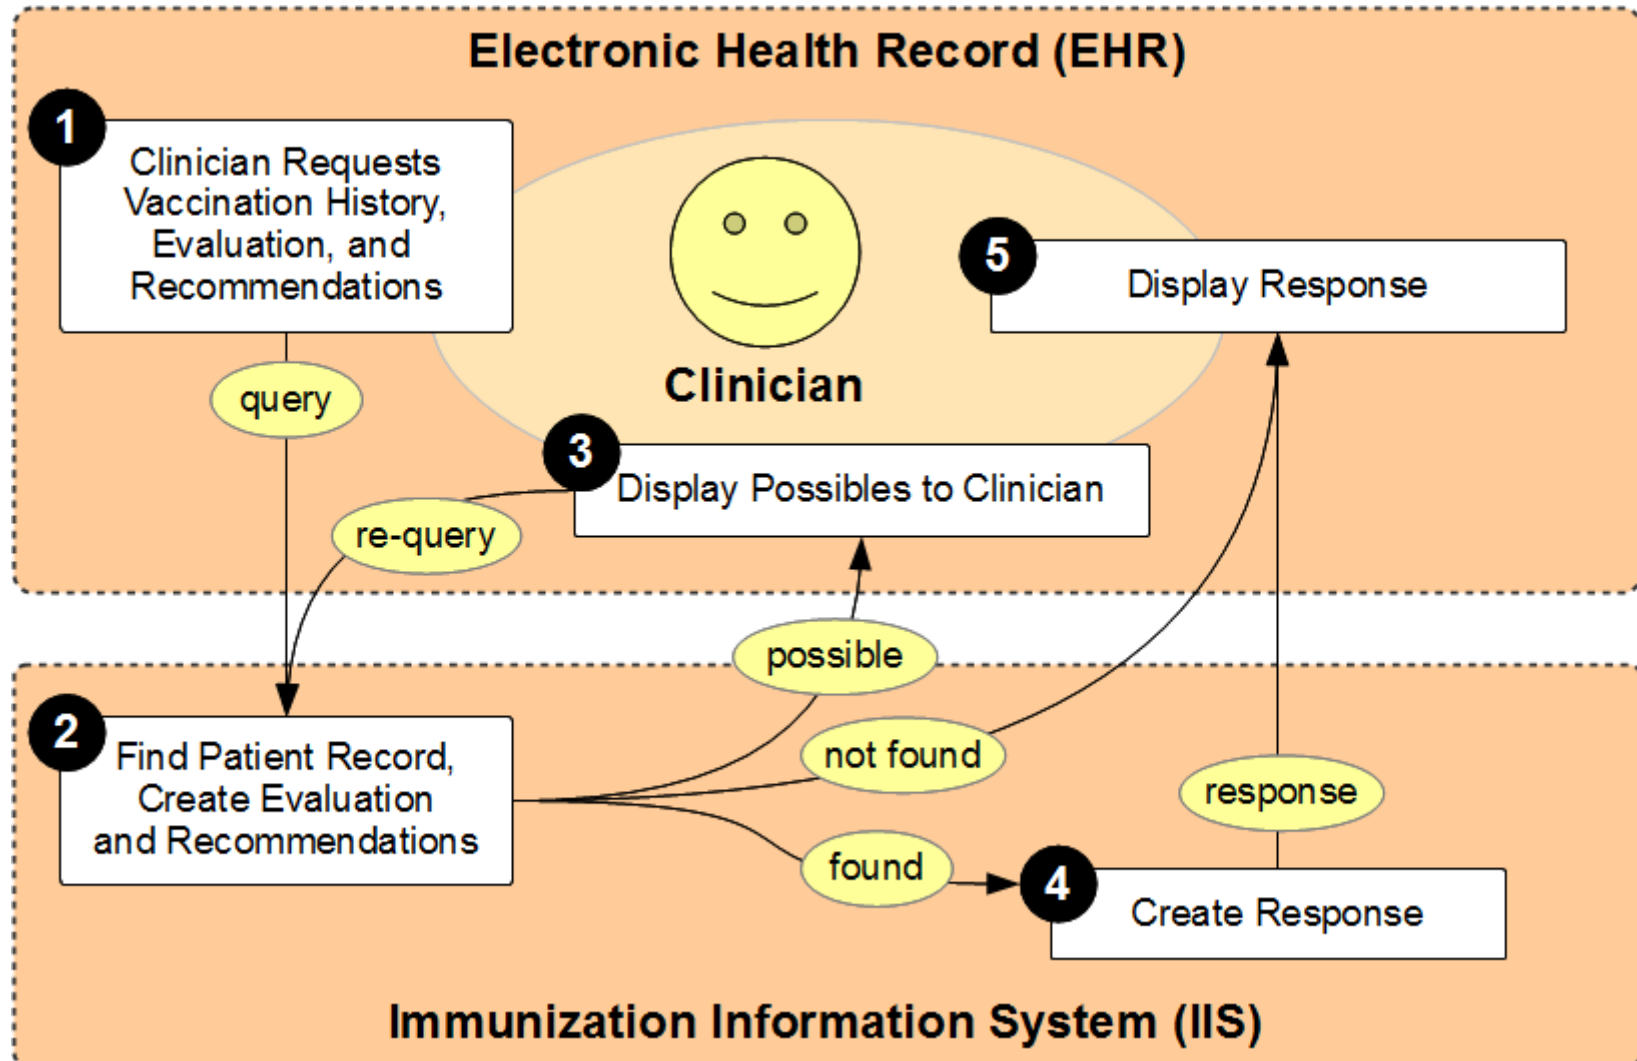 Electronic Health Record (EHR)
1
Clinician Requests
Vaccination History,
Evaluation, and
Recommendations
query
Clinician
5
Display Response
3
Display Possibles to Clinician
re-query
possible
2
Find Patient Record,
Create Evaluation
and Recommendations
not found
response
found
4
Create Response
Immunization Information System (IIS)